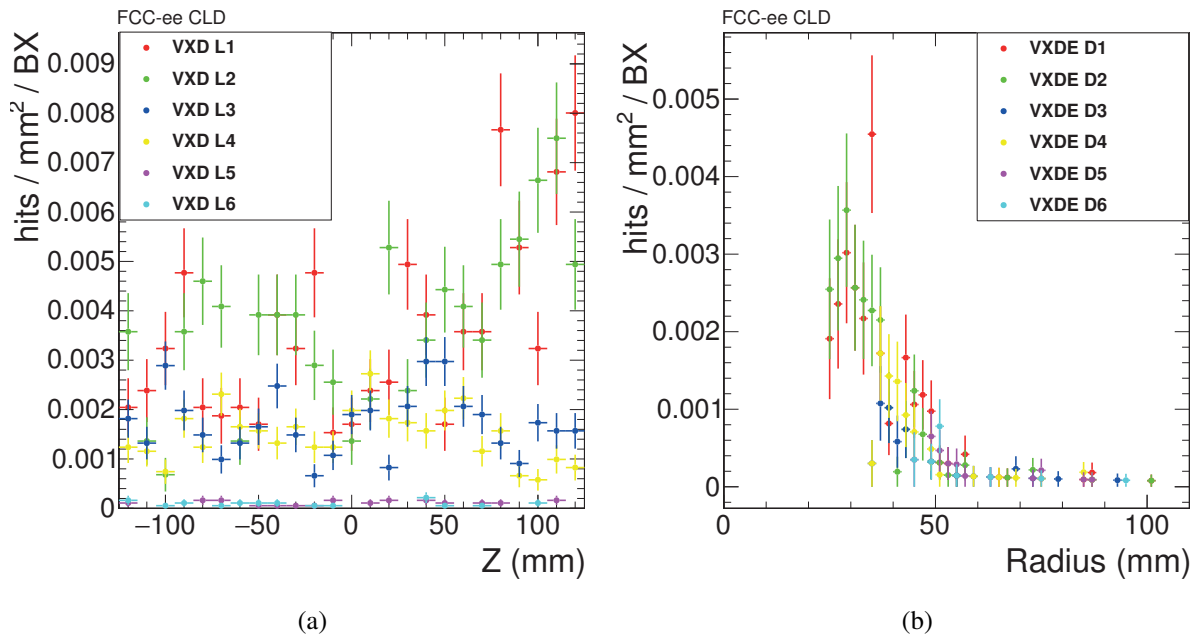 FCC-ee CLD
hits / mm² / BX
0.009
0.008
0.007
0.006
0.005
0.004
0.003
0.002
0.001
0
VXD L1
VXD L2
VXD L3
VXD L4
VXD L5
VXD L6
−100 −50 0 50 100
Z (mm)
(a)
FCC-ee CLD
hits / mm² / BX
0.005
0.004
0.003
0.002
0.001
0
VXDE D1
VXDE D2
VXDE D3
VXDE D4
VXDE D5
VXDE D6
0 50 100
Radius (mm)
(b)